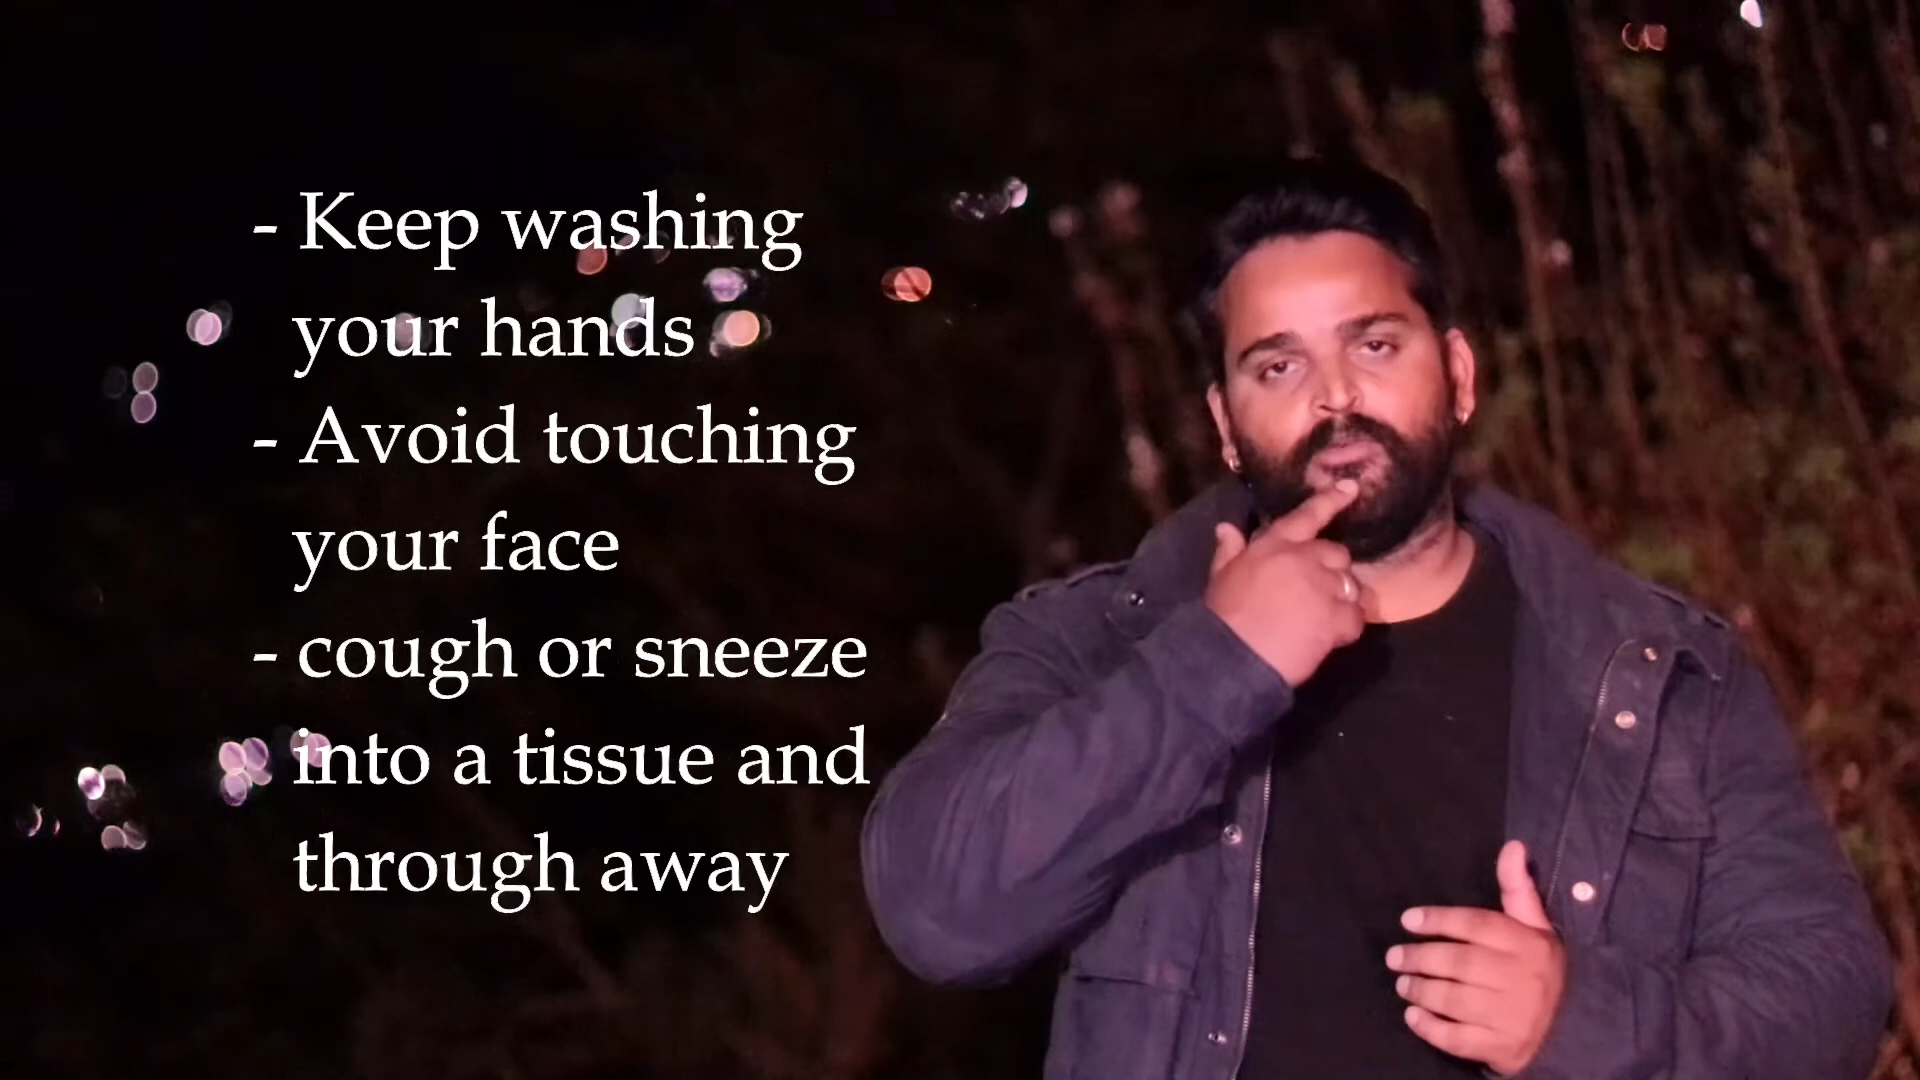 - Keep washing
your hands
- Avoid touching
your face
- cough or sneeze
into a tissue and
through away